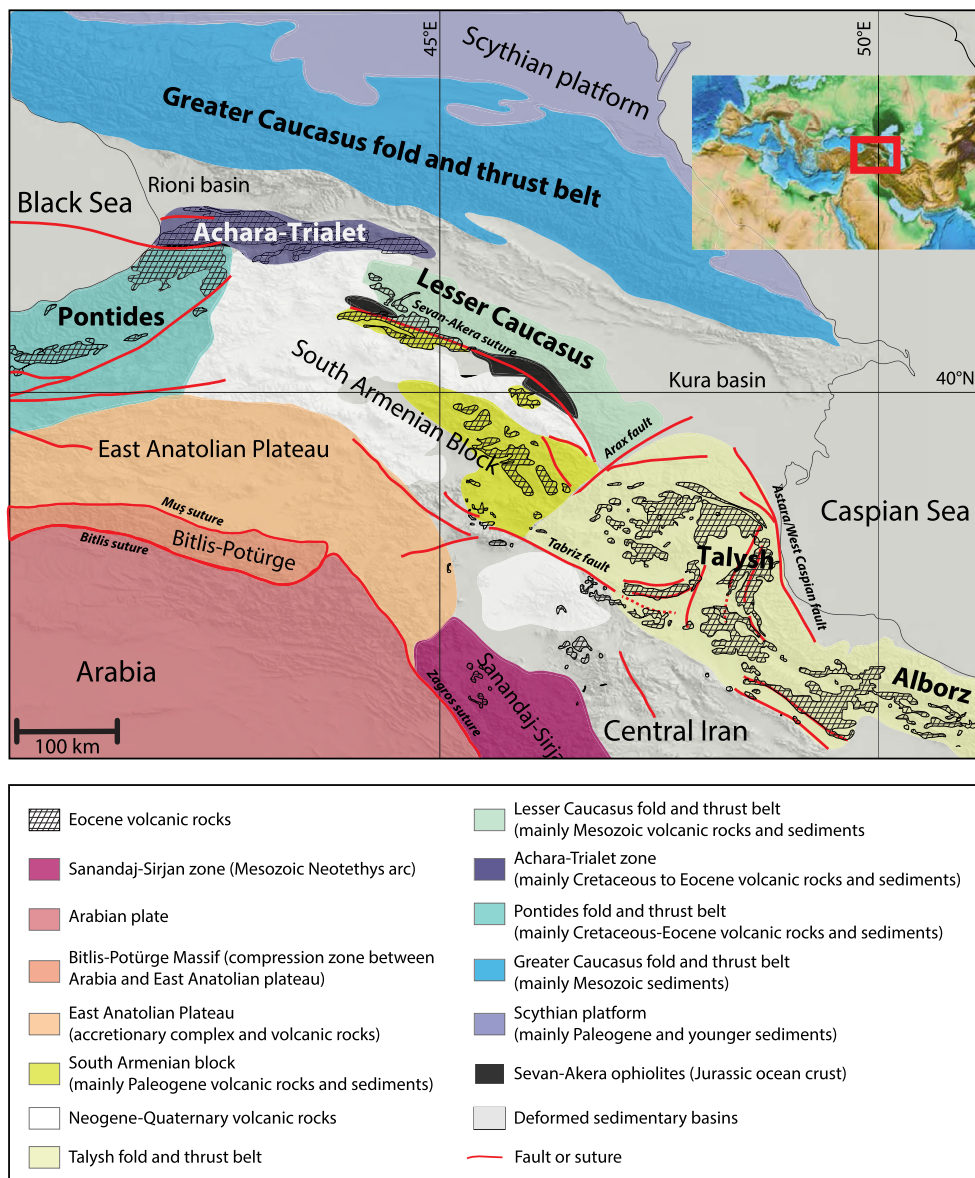 45°E
50°E
Scythian platform
Greater Caucasus fold and thrust belt
Rioni basin
Black Sea
Achara-Trialet
Lesser Caucasus
Sevan-Akera suture
Pontides
South Armenian Block
Kura basin
40°N
Arax fault
East Anatolian Plateau
Muş suture
Bitlis suture
Bitlis-Potürge
Tabriz fault
Talysh
Astara/West Caspian fault
Caspian Sea
Arabia
Zagros suture
Sanandaj-Sirja
Central Iran
Alborz
100 km
Eocene volcanic rocks
Sanandaj-Sirjan zone (Mesozoic Neotethys arc)
Arabian plate
Bitlis-Potürge Massif (compression zone between
Arabia and East Anatolian plateau)
East Anatolian Plateau
(accretionary complex and volcanic rocks)
South Armenian block
(mainly Paleogene volcanic rocks and sediments)
Neogene-Quaternary volcanic rocks
Talysh fold and thrust belt
Lesser Caucasus fold and thrust belt
(mainly Mesozoic volcanic rocks and sediments
Achara-Trialet zone
(mainly Cretaceous to Eocene volcanic rocks and sediments)
Pontides fold and thrust belt
(mainly Cretaceous-Eocene volcanic rocks and sediments)
Greater Caucasus fold and thrust belt
(mainly Mesozoic sediments)
Scythian platform
(mainly Paleogene and younger sediments)
Sevan-Akera ophiolites (Jurassic ocean crust)
Deformed sedimentary basins
Fault or suture